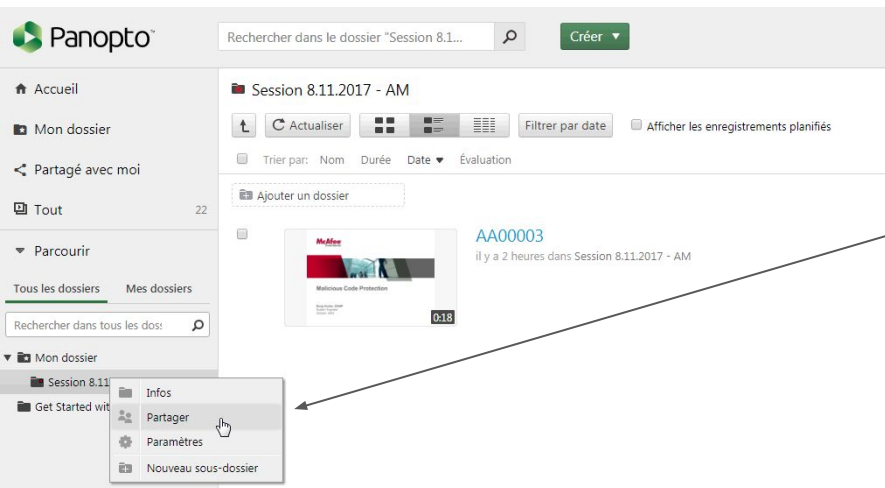 Panopto
Rechercher dans le dossier "Session 8.1...
Créer
Accueil
Mon dossier
Partagé avec moi
Tout 22
Parcourir
Tous les dossiers Mes dossiers
Rechercher dans tous les dos
Mon dossier
Session 8.11
Get Started wit
Infos
Partager
Paramètres
Nouveau sous-dossier
Session 8.11.2017 - AM
Actualiser
Filtrer par date
Afficher les enregistrements planifiés
Trier par: Nom Durée Date Évaluation
Ajouter un dossier
McAfee
Malicious Code Protection
0:18
AA00003
il y a 2 heures dans Session 8.11.2017 - AM